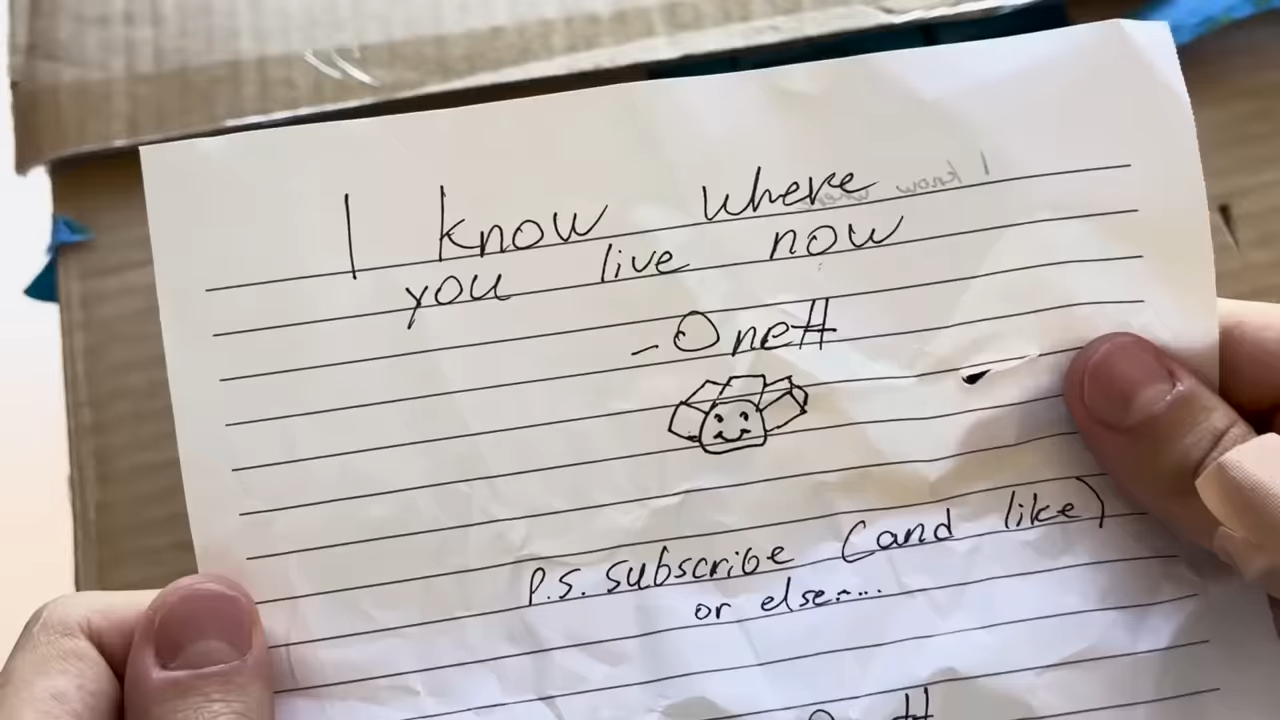 I know where
you live now
- Onett
P.S. subscribe (and like)
or else.....